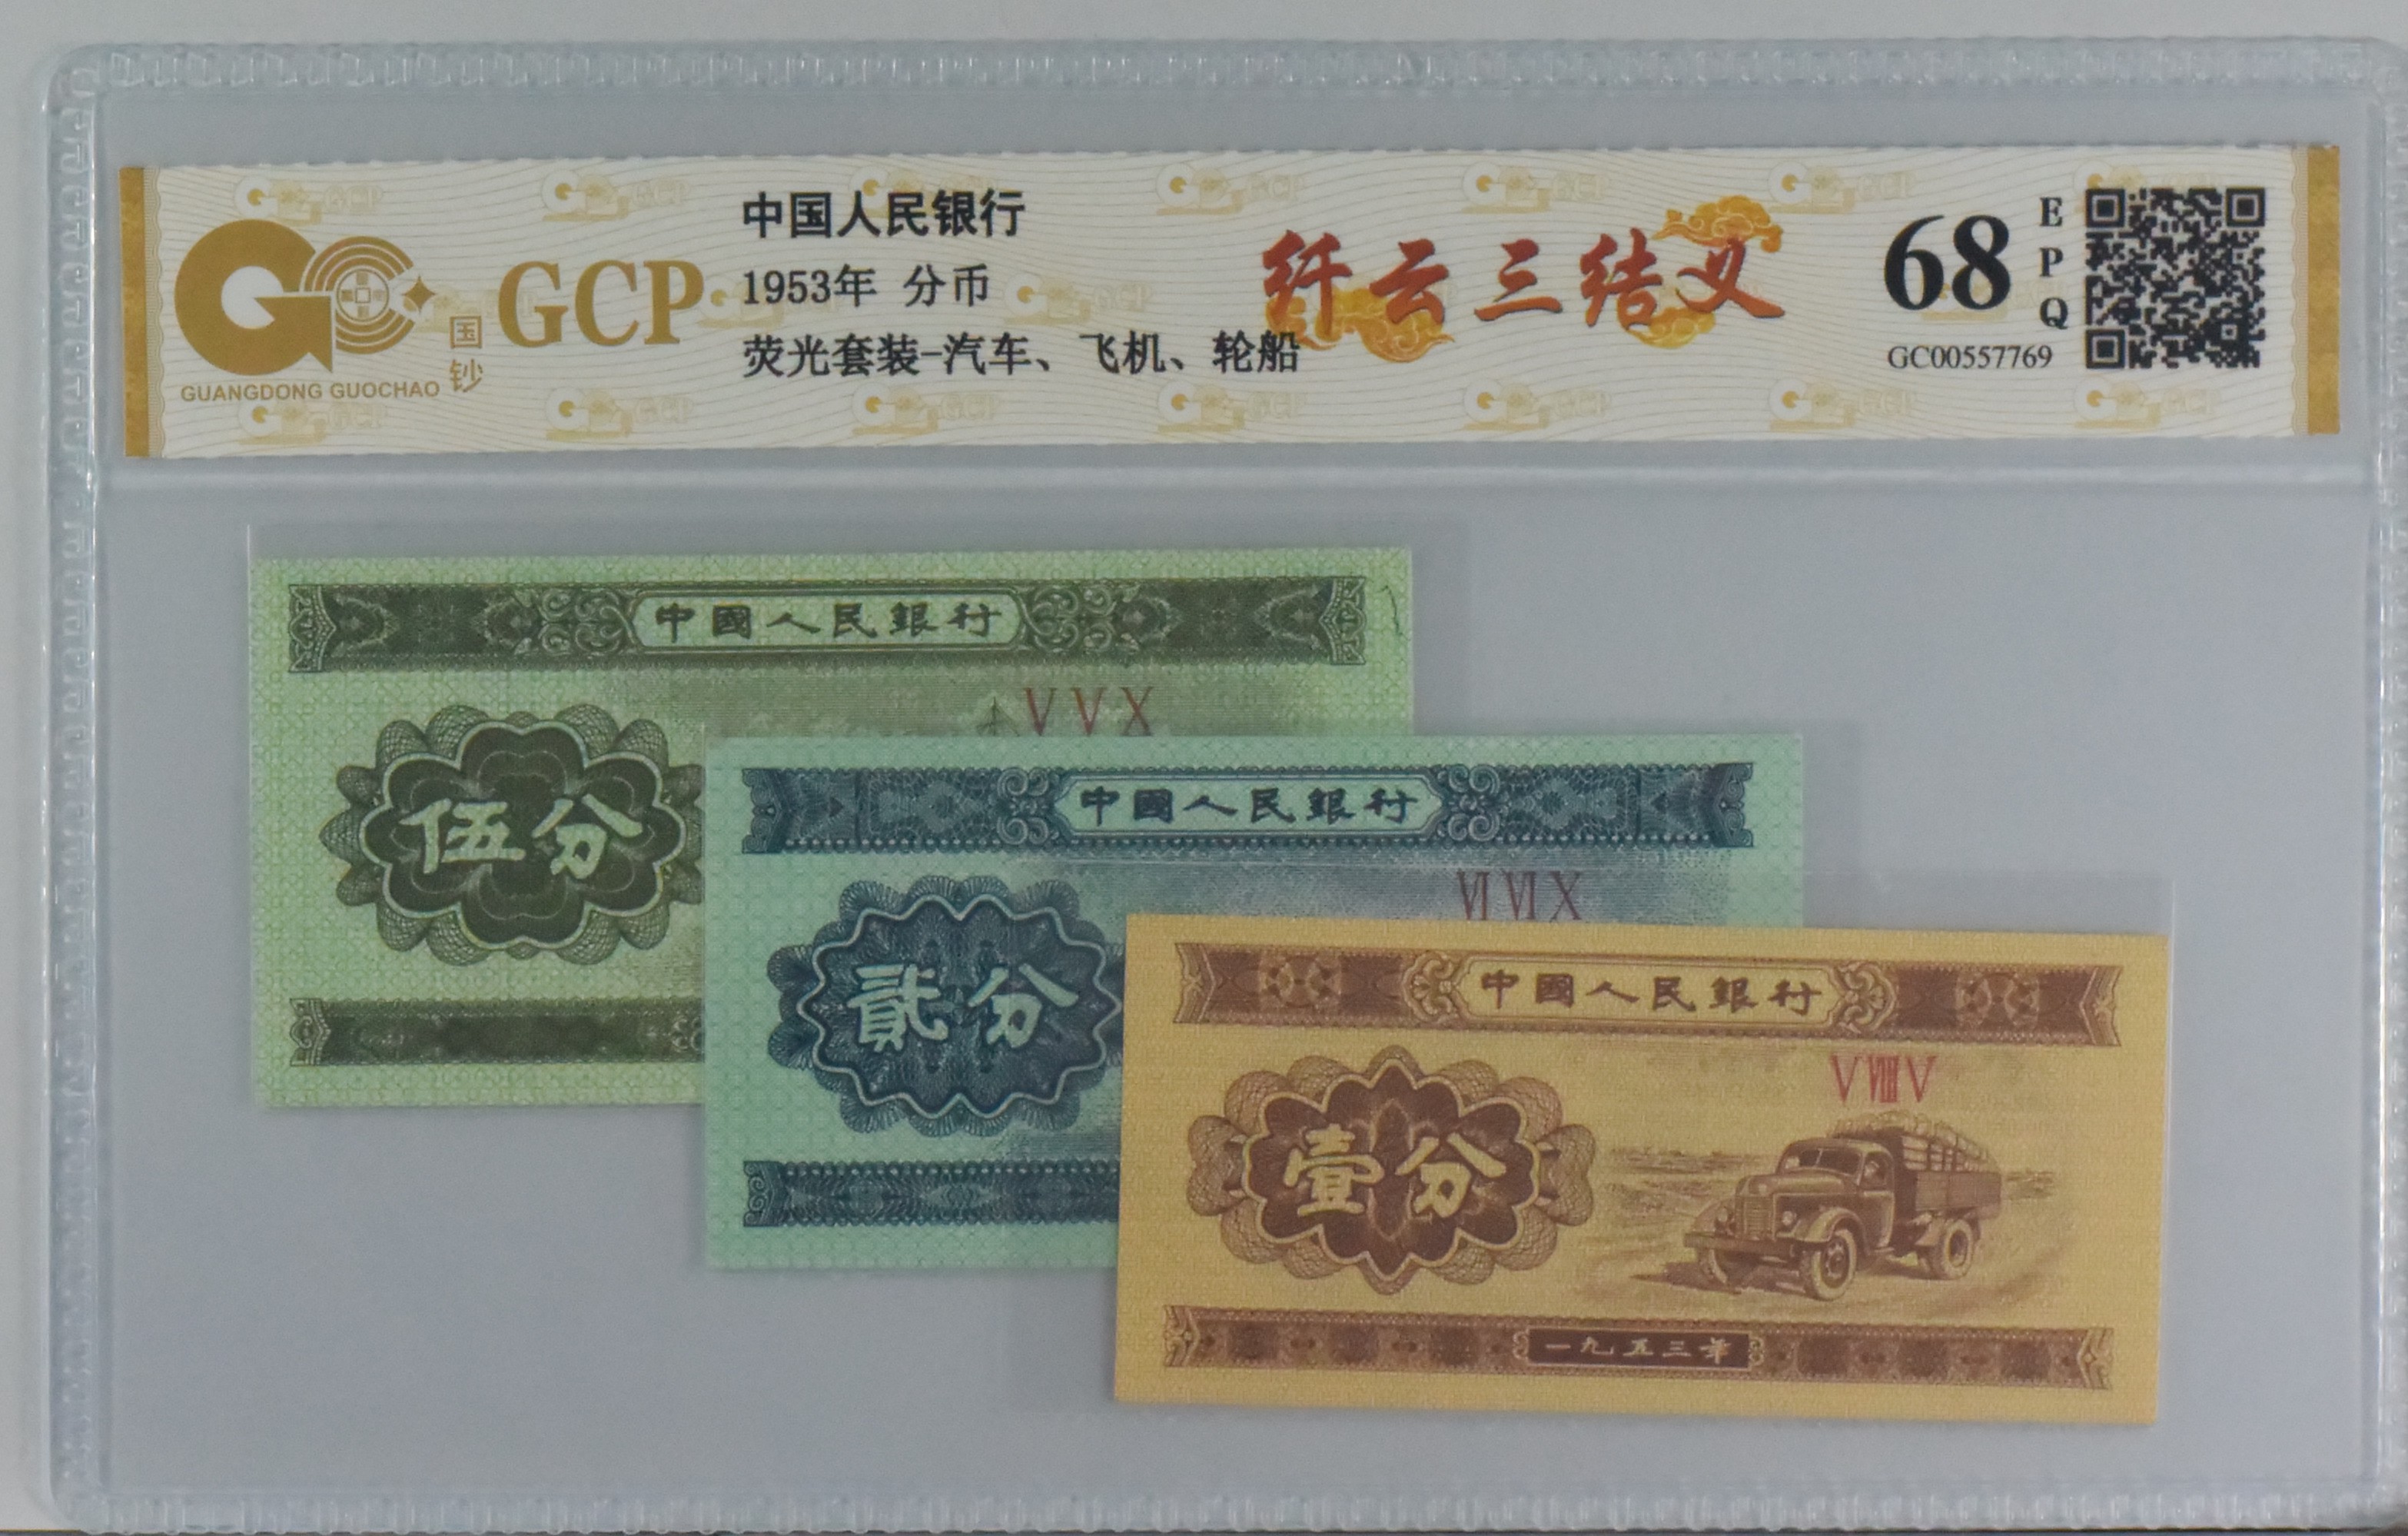 中国人民银行
1953年 分币
荧光套装-汽车、飞机、轮船
GCP
国钞
GUANGDONG GUOCHAO
纤云三结义
68
EPQ
GC00557769
中國人民銀行
ⅤⅤⅩ
伍分
中國人民銀行
ⅥⅥⅩ
貳分
中國人民銀行
ⅤⅧⅤ
壹分
一九五三年